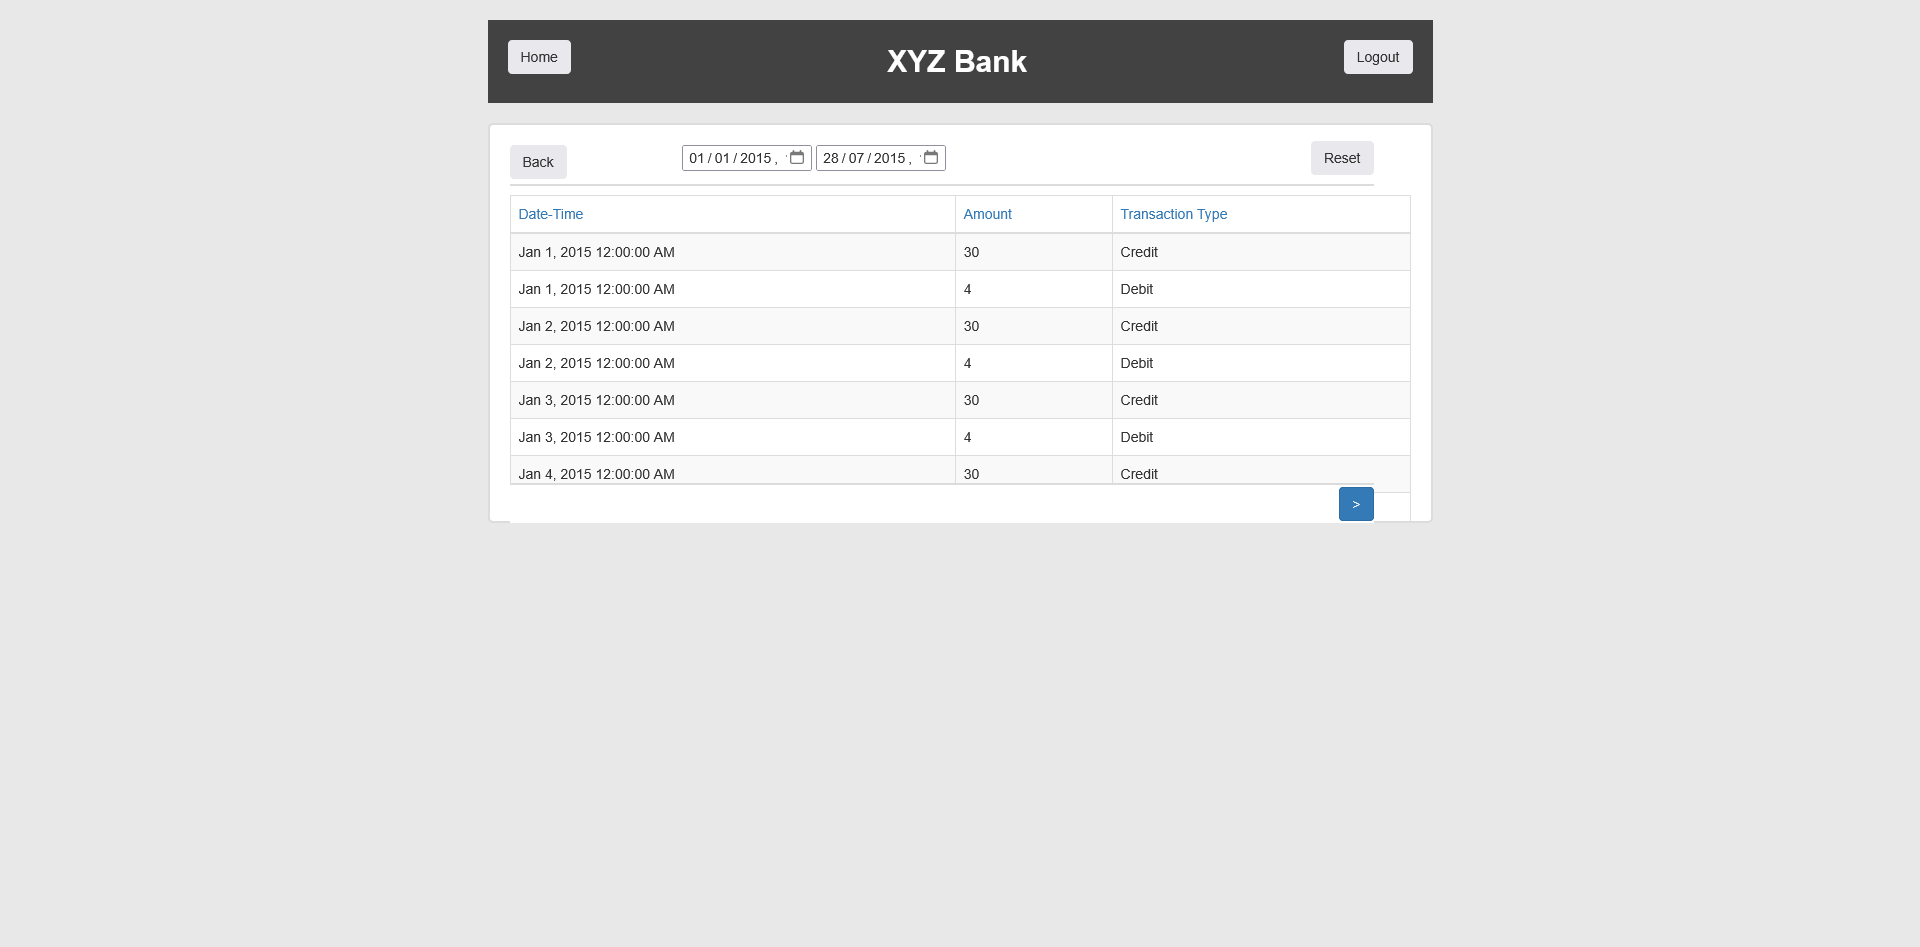 Home
XYZ Bank
Logout
Back
01/01/2015,
28/07/2015,
Reset
Date-Time Amount Transaction Type
Jan 1, 2015 12:00:00 AM 30 Credit
Jan 1, 2015 12:00:00 AM 4 Debit
Jan 2, 2015 12:00:00 AM 30 Credit
Jan 2, 2015 12:00:00 AM 4 Debit
Jan 3, 2015 12:00:00 AM 30 Credit
Jan 3, 2015 12:00:00 AM 4 Debit
Jan 4, 2015 12:00:00 AM 30 Credit
>